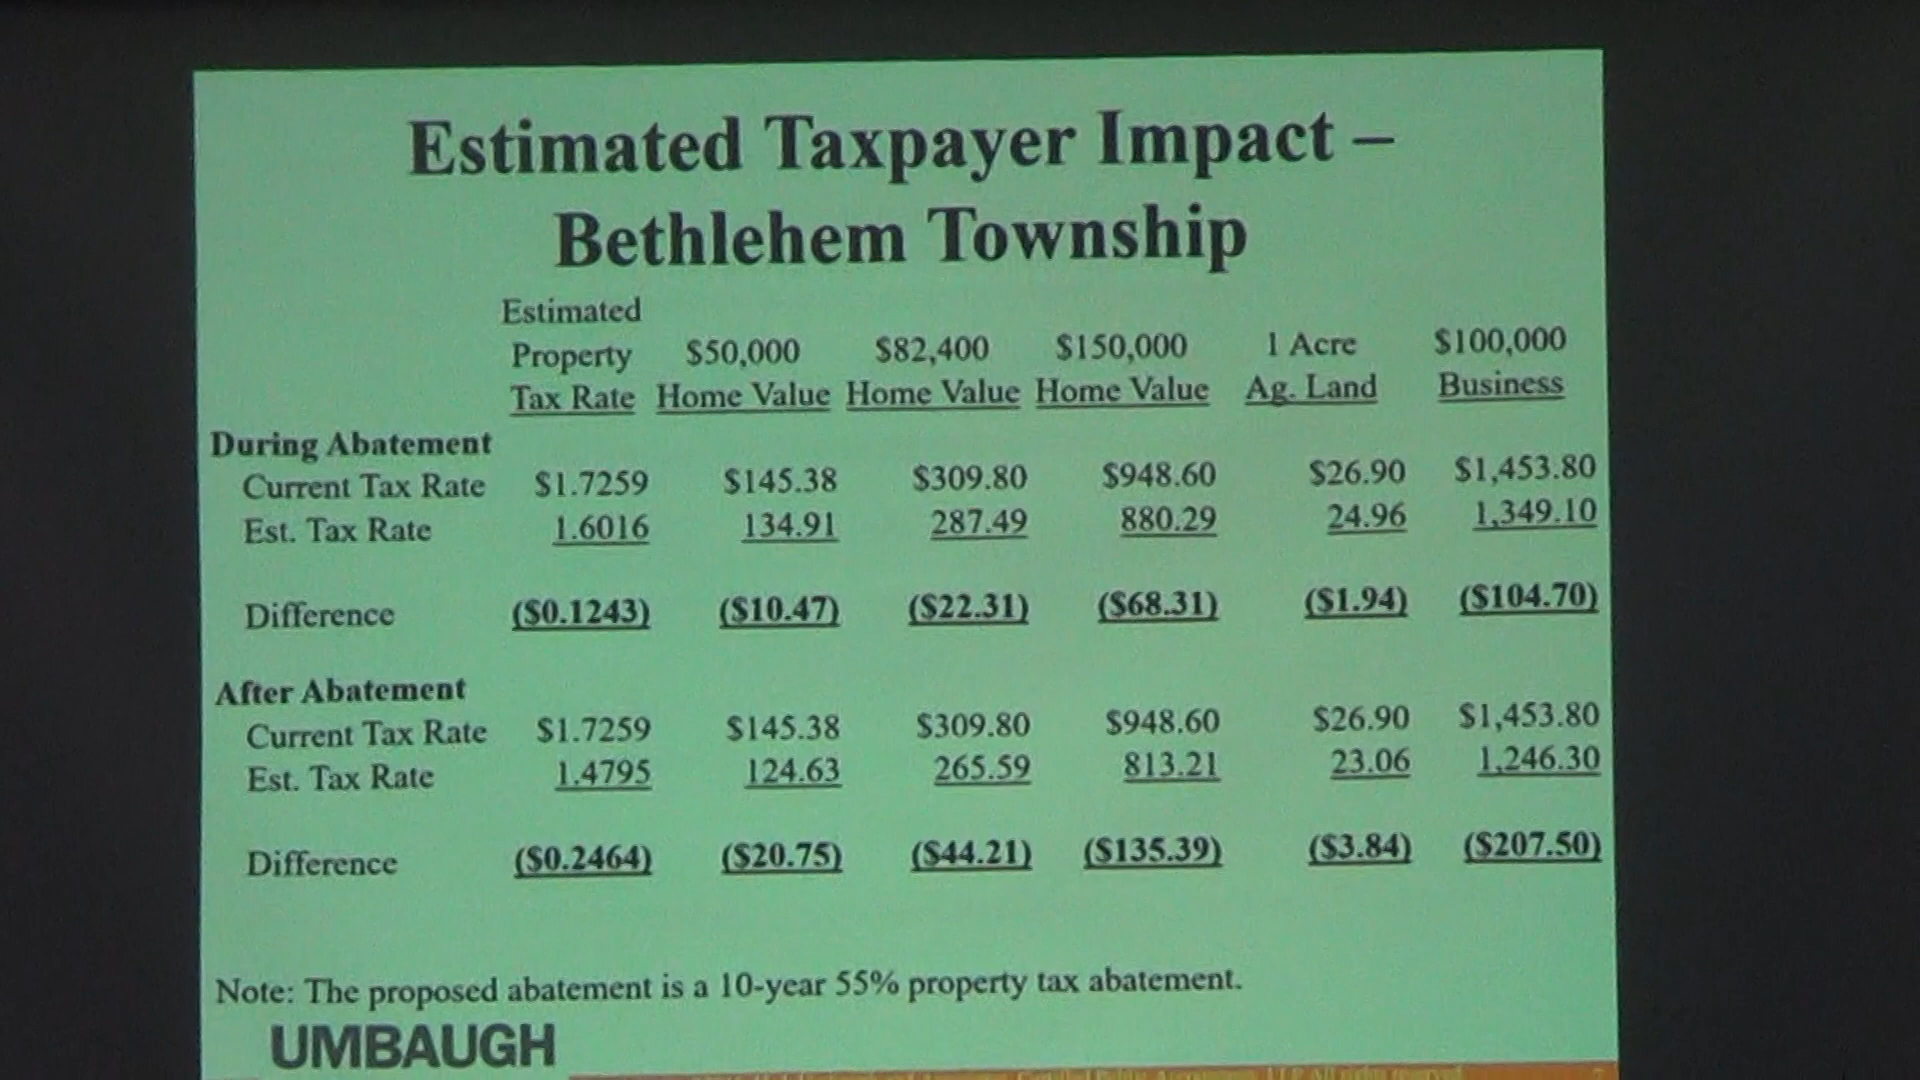 Estimated Taxpayer Impact –
Bethlehem Township
Estimated
Property $50,000 $82,400 $150,000 1 Acre $100,000
Tax Rate Home Value Home Value Home Value Ag. Land Business
During Abatement
Current Tax Rate $1.7259 $145.38 $309.80 $948.60 $26.90 $1,453.80
Est. Tax Rate 1.6016 134.91 287.49 880.29 24.96 1,349.10
Difference ($0.1243) ($10.47) ($22.31) ($68.31) ($1.94) ($104.70)
After Abatement
Current Tax Rate $1.7259 $145.38 $309.80 $948.60 $26.90 $1,453.80
Est. Tax Rate 1.4795 124.63 265.59 813.21 23.06 1,246.30
Difference ($0.2464) ($20.75) ($44.21) ($135.39) ($3.84) ($207.50)
Note: The proposed abatement is a 10-year 55% property tax abatement.
UMBAUGH